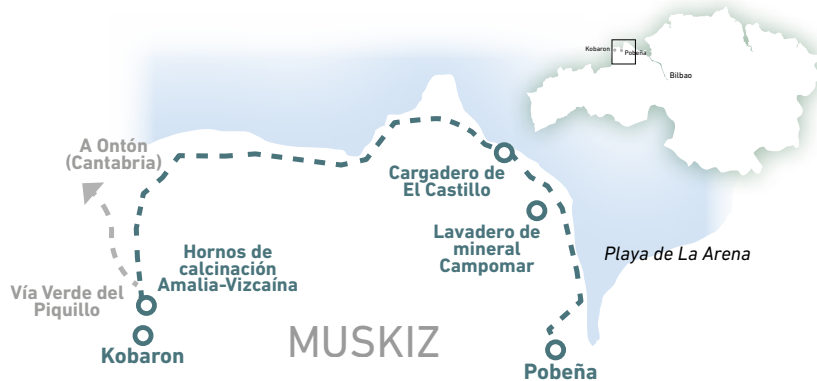 Kobaron
Pobeña
Bilbao
A Ontón
(Cantabria)
Cargadero de
El Castillo
Lavadero de
mineral
Campomar
Playa de La Arena
Hornos de
calcinación
Amalia-Vizcaína
Vía Verde del
Piquillo
Kobaron
MUSKIZ
Pobeña